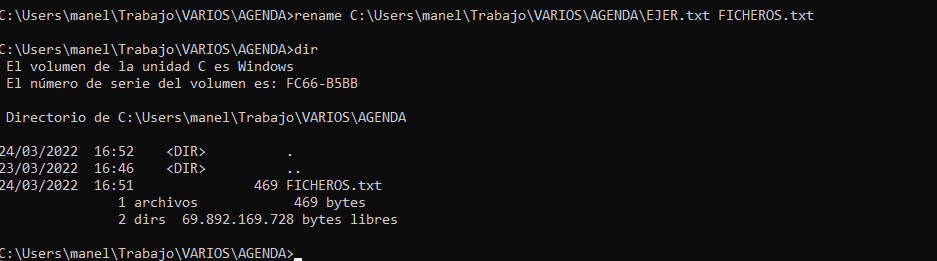 C:\Users\manel\Trabajo\VARIOS\AGENDA>rename C:\Users\manel\Trabajo\VARIOS\AGENDA\EJER.txt FICHEROS.txt
C:\Users\manel\Trabajo\VARIOS\AGENDA>dir
El volumen de la unidad C es Windows
El número de serie del volumen es: FC66-B5BB
Directorio de C:\Users\manel\Trabajo\VARIOS\AGENDA
24/03/2022  16:52    <DIR>          .
23/03/2022  16:46    <DIR>          ..
24/03/2022  16:51               469 FICHEROS.txt
1 archivos            469 bytes
2 dirs  69.892.169.728 bytes libres
C:\Users\manel\Trabajo\VARIOS\AGENDA>